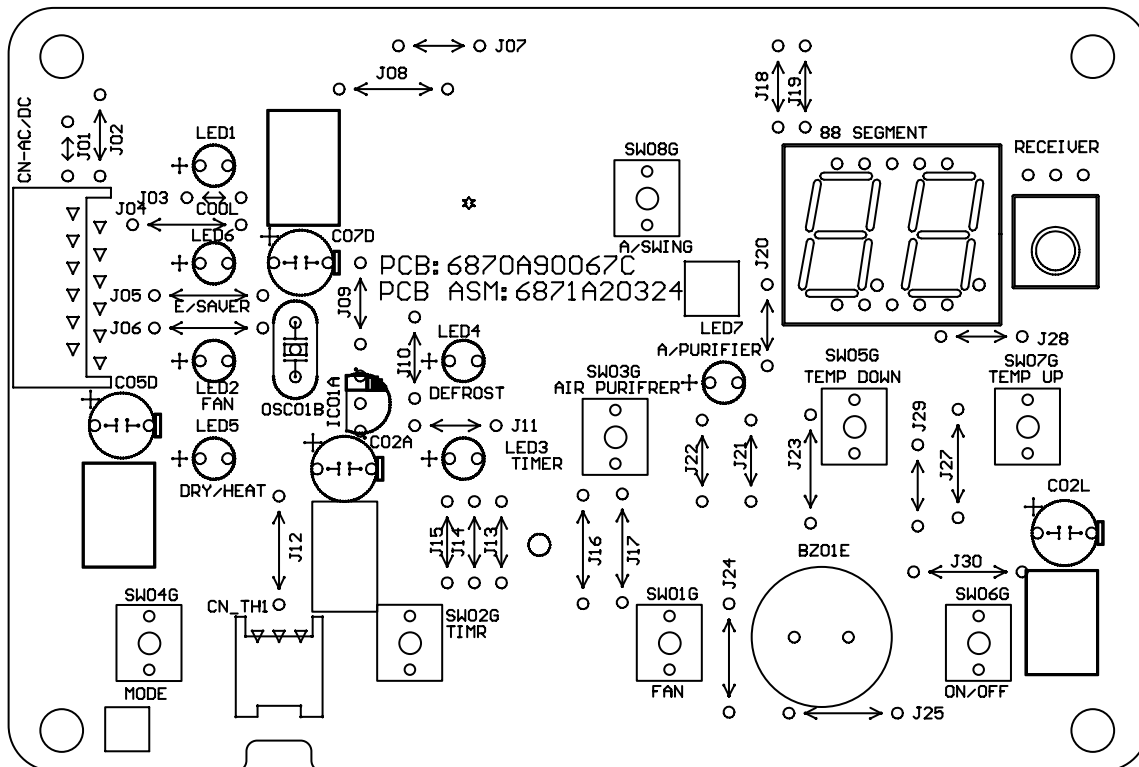 J07
J08
J18
J19
CN-AC/DC
J01
J02
LED1
88 SEGMENT
RECEIVER
SW08G
J03
COOL
J04
LED6
C07D
A/SWING
PCB:6870A90067C
PCB ASM:6871A20324
J20
J05
E/SAVER
J09
J06
LED4
LED7
A/PURIFIER
J28
J10
SW03G
AIR PURIFRER
SW05G
TEMP DOWN
SW07G
TEMP UP
C05D
LED2
FAN
OSC01B
IC01A
DEFROST
LED5
C02A
J11
LED3
TIMER
J22
J21
J23
J29
J27
DRY/HEAT
C02L
J12
J15
J14
J13
J16
J17
BZ01E
J24
J30
SW04G
CN_TH1
SW02G
TIMR
SW01G
SW06G
MODE
FAN
ON/OFF
J25